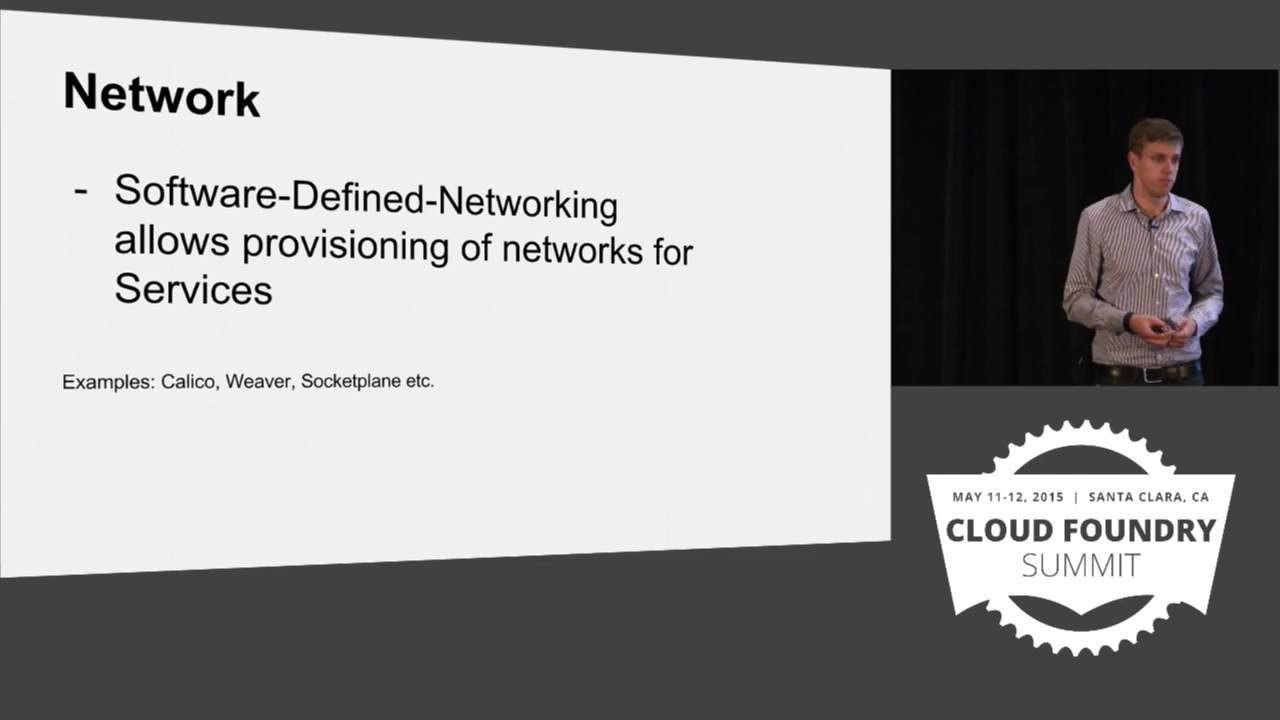 Network
- Software-Defined-Networking
allows provisioning of networks for
Services
Examples: Calico, Weaver, Socketplane etc.
MAY 11-12, 2015 | SANTA CLARA, CA
CLOUD FOUNDRY
SUMMIT